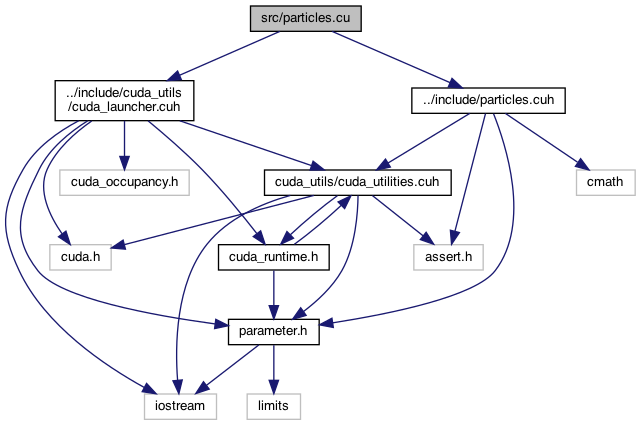 src/particles.cu
../include/cuda_utils
/cuda_launcher.cuh
../include/particles.cuh
cuda_occupancy.h
cuda_utils/cuda_utilities.cuh
cmath
cuda.h
cuda_runtime.h
assert.h
parameter.h
iostream
limits